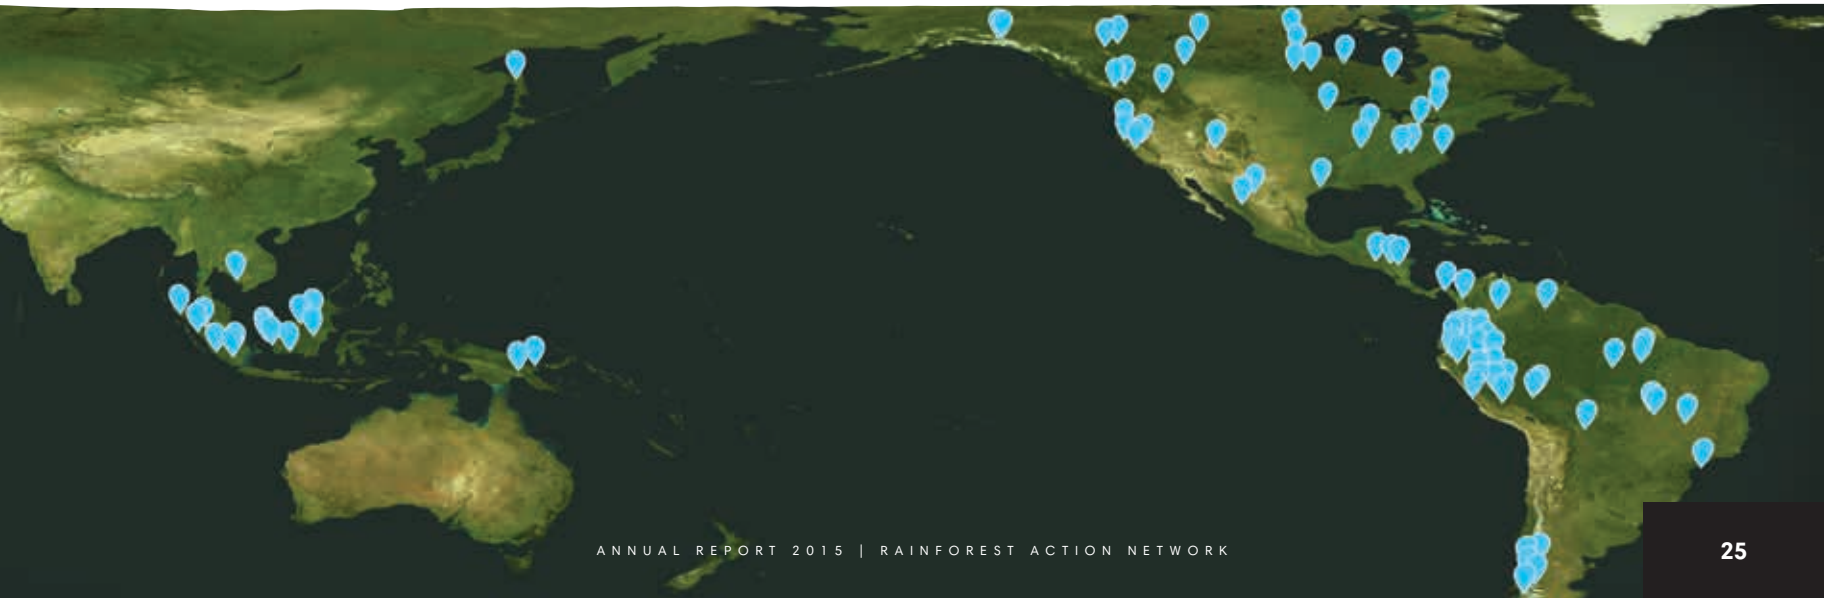 ANNUAL REPORT 2015 | RAINFOREST ACTION NETWORK
25